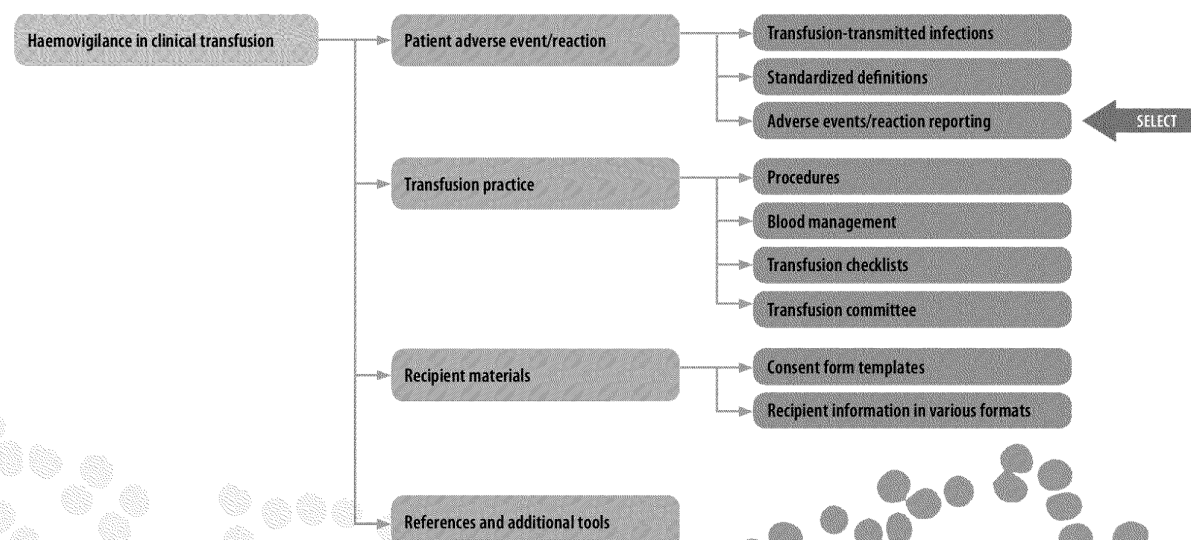 Haemovigilance in clinical transfusion
Patient adverse event/reaction
Transfusion-transmitted infections
Standardized definitions
Adverse events/reaction reporting
SELECT
Transfusion practice
Procedures
Blood management
Transfusion checklists
Transfusion committee
Recipient materials
Consent form templates
Recipient information in various formats
References and additional tools